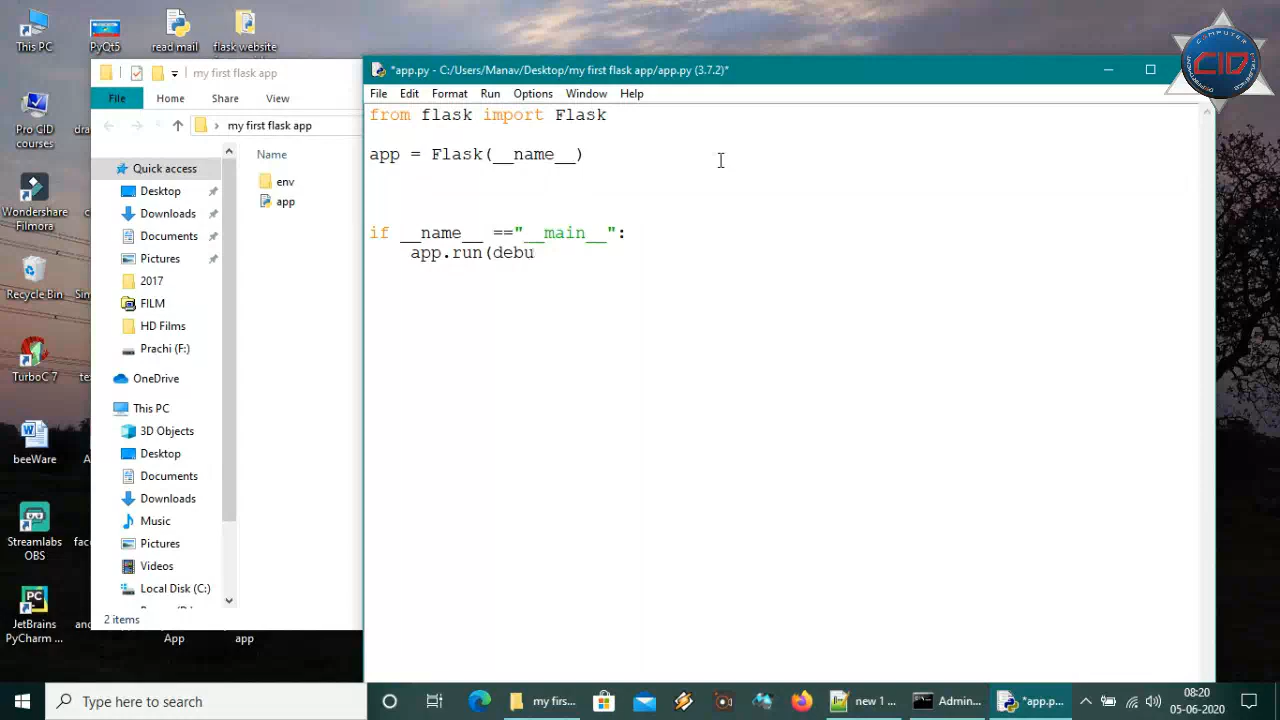 This PC
PyQt5
read mail
flask website
my first flask app
File
Home
Share
View
my first flask app
Name
env
app
Quick access
Desktop
Downloads
Documents
Pictures
2017
FILM
HD Films
Prachi (F:)
OneDrive
This PC
3D Objects
Desktop
Documents
Downloads
Music
Pictures
Videos
Local Disk (C:)
2 items
Pro CID
courses
Wondershare
Filmora
Recycle Bin
TurboC 7
beeWare
Streamlabs
OBS
JetBrains
PyCharm ...
App
app
*app.py - C:/Users/Manav/Desktop/my first flask app/app.py (3.7.2)*
File Edit Format Run Options Window Help
from flask import Flask
app = Flask(__name__)
if __name__ =="__main__":
app.run(debu
COMPUTER
CID
Type here to search
my firs...
new 1 ...
Admin...
*app.p...
08:20
05-06-2020